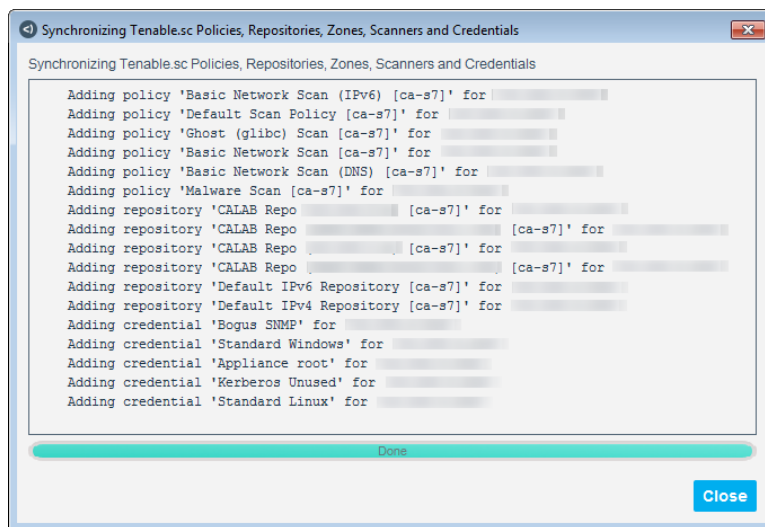 Synchronizing Tenable.sc Policies, Repositories, Zones, Scanners and Credentials
Synchronizing Tenable.sc Policies, Repositories, Zones, Scanners and Credentials
Adding policy 'Basic Network Scan (IPv6) [ca-s7]' for
Adding policy 'Default Scan Policy [ca-s7]' for
Adding policy 'Ghost (glibc) Scan [ca-s7]' for
Adding policy 'Basic Network Scan [ca-s7]' for
Adding policy 'Basic Network Scan (DNS) [ca-s7]' for
Adding policy 'Malware Scan [ca-s7]' for
Adding repository 'CALAB Repo [ca-s7]' for
Adding repository 'CALAB Repo [ca-s7]' for
Adding repository 'CALAB Repo [ca-s7]' for
Adding repository 'CALAB Repo [ca-s7]' for
Adding repository 'Default IPv6 Repository [ca-s7]' for
Adding repository 'Default IPv4 Repository [ca-s7]' for
Adding credential 'Bogus SNMP' for
Adding credential 'Standard Windows' for
Adding credential 'Appliance root' for
Adding credential 'Kerberos Unused' for
Adding credential 'Standard Linux' for
Done
Close